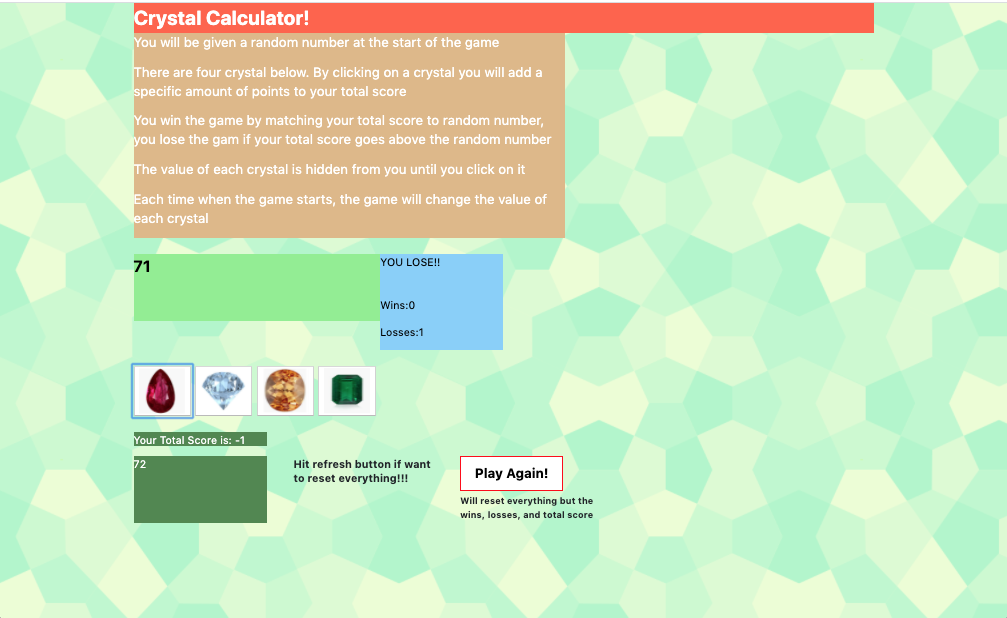 Crystal Calculator!
You will be given a random number at the start of the game
There are four crystal below. By clicking on a crystal you will add a
specific amount of points to your total score
You win the game by matching your total score to random number,
you lose the gam if your total score goes above the random number
The value of each crystal is hidden from you until you click on it
Each time when the game starts, the game will change the value of
each crystal
71
YOU LOSE!!
Wins:0
Losses:1
Your Total Score is: -1
72
Hit refresh button if want
to reset everything!!!
Play Again!
Will reset everything but the
wins, losses, and total score